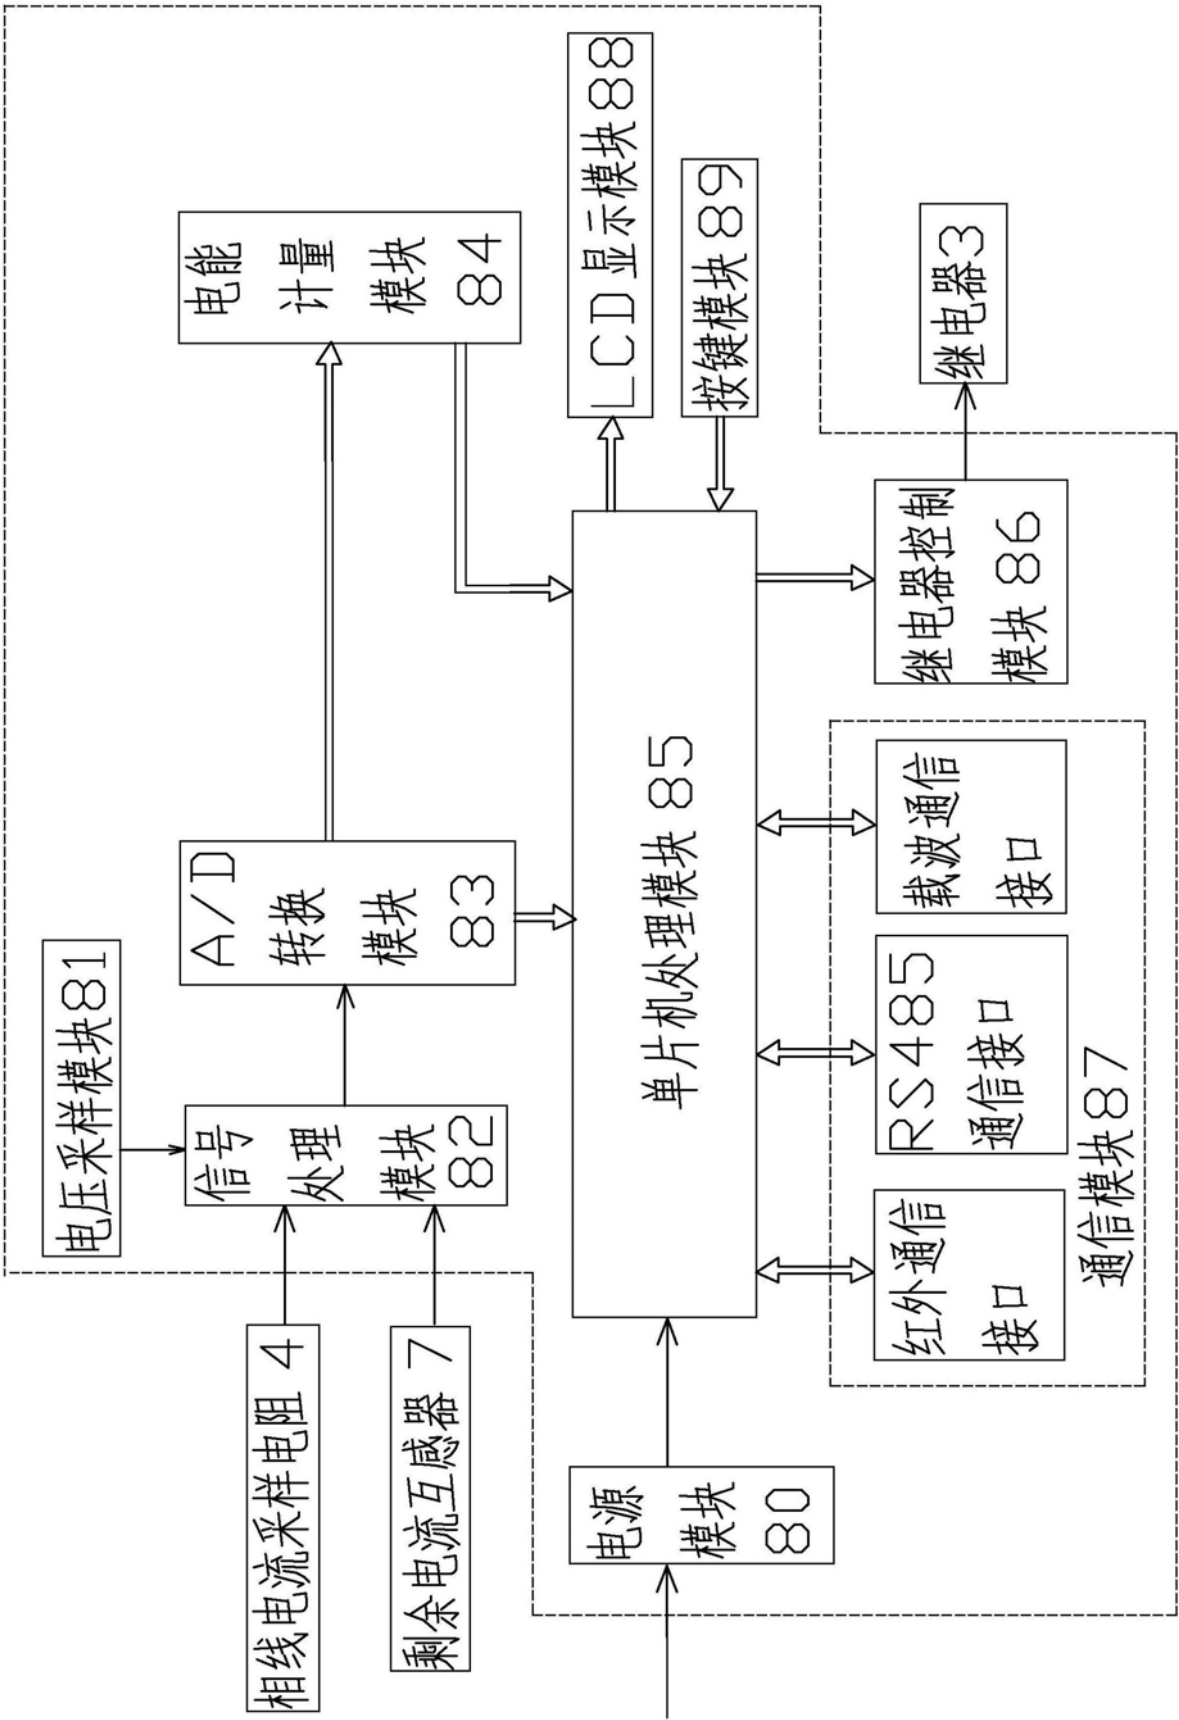 电压采样模块81
相线电流采样电阻 4
剩余电流互感器 7
信号
处理
模块
82
A/D
转换
模块
83
电能
计量
模块
84
LCD显示模块88
按键模块 89
电源
模块
80
单片机处理模块 85
红外通信
接口
RS485
通信接口
载波通信
接口
通信模块87
继电器控制
模块 86
继电器3